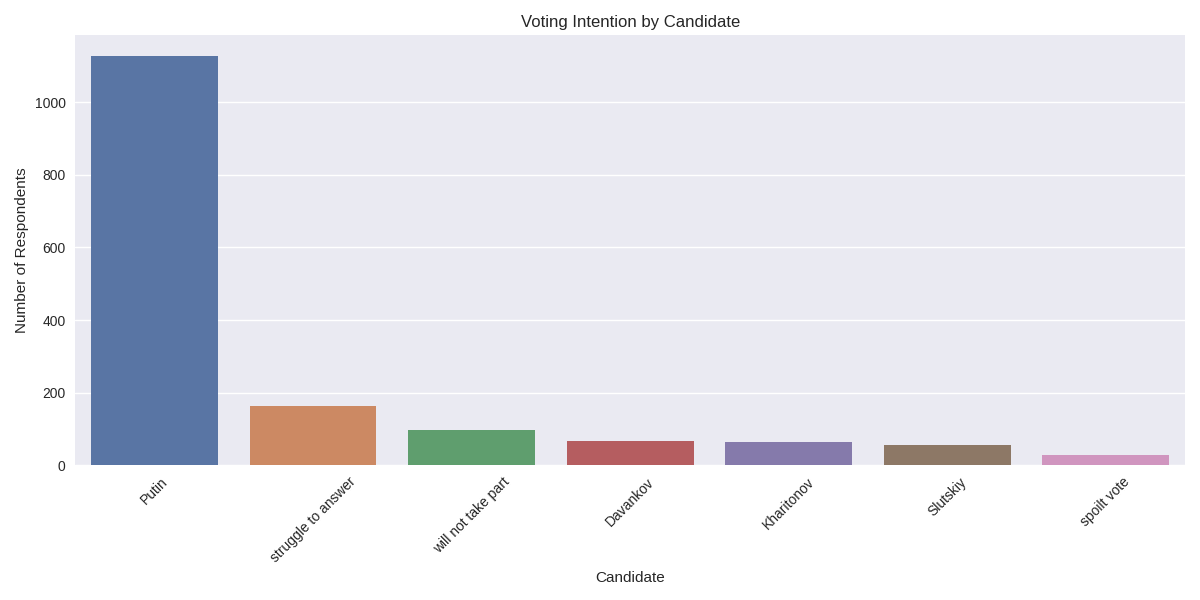 Voting Intention by Candidate
Number of Respondents
1000
800
600
400
200
0
Putin
struggle to answer
will not take part
Davankov
Kharitonov
Slutskiy
spoilt vote
Candidate